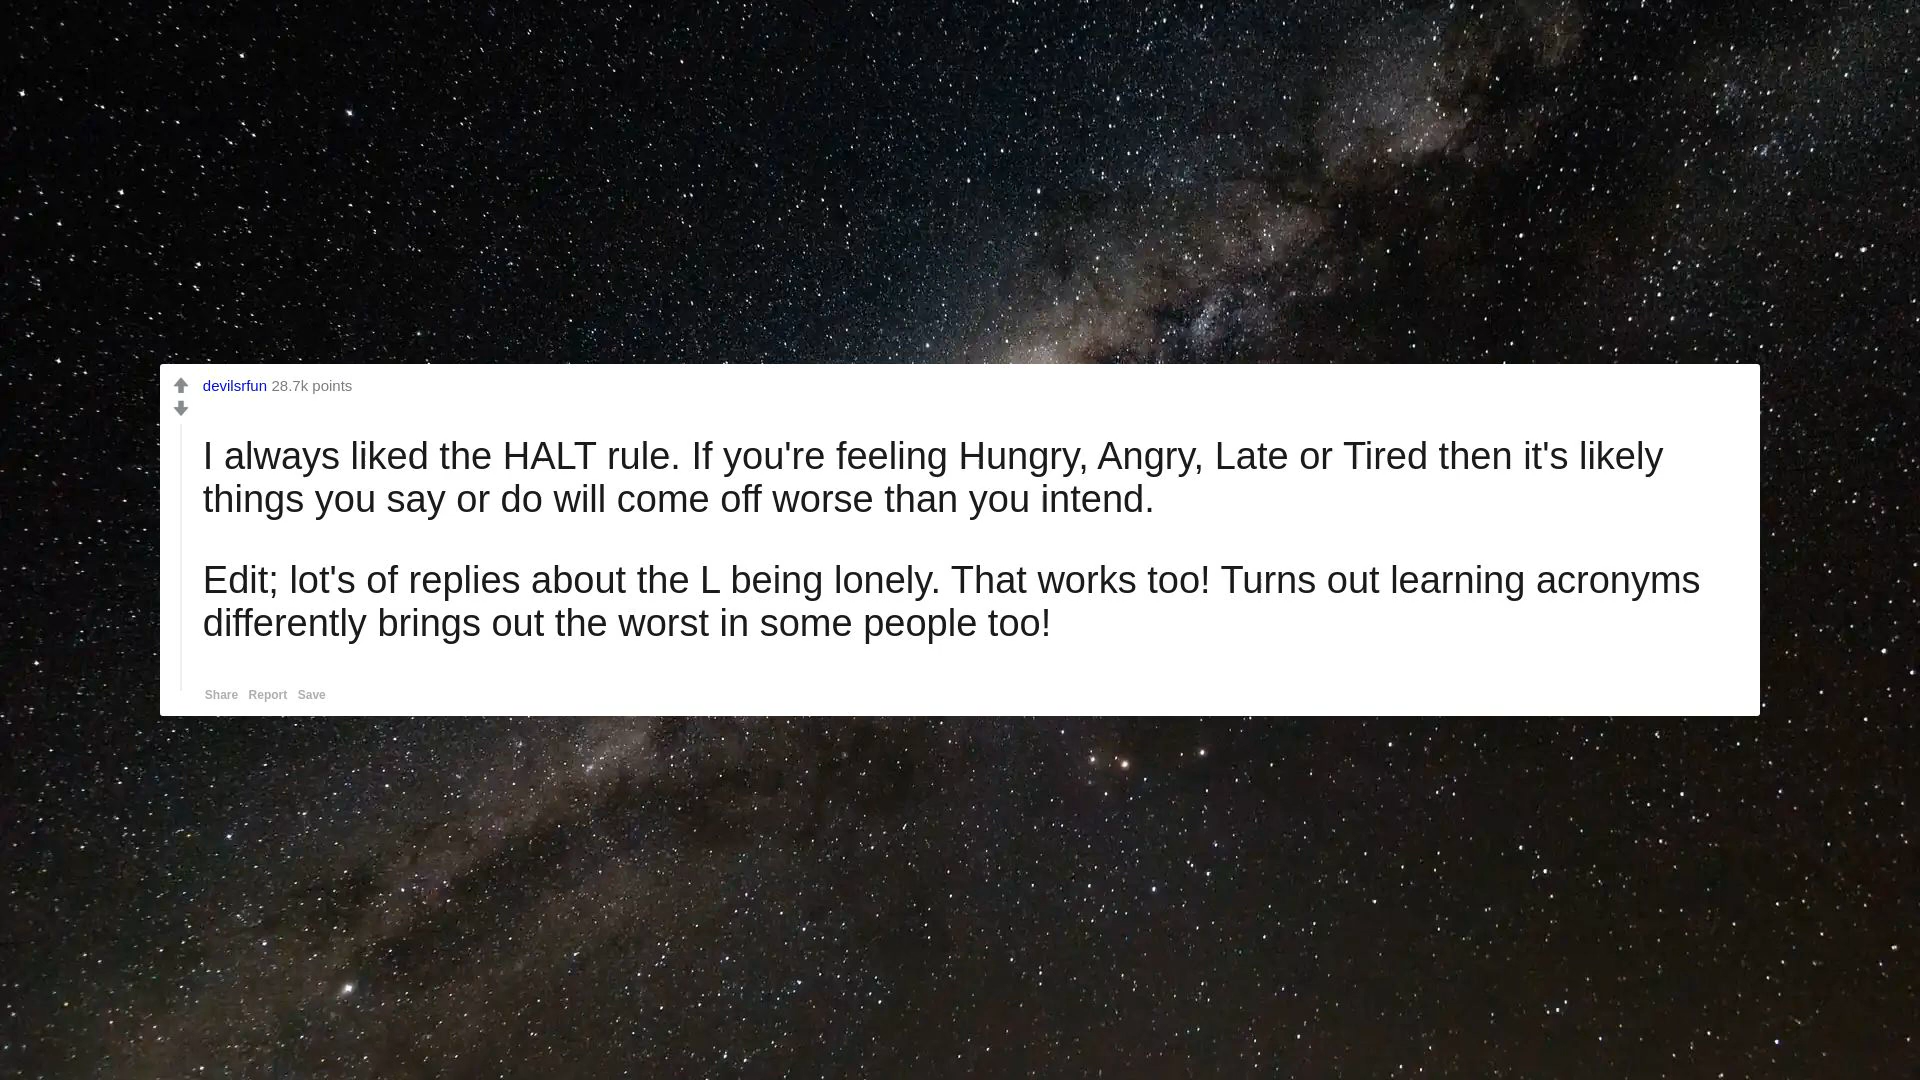 devilsrfun 28.7k points
I always liked the HALT rule. If you're feeling Hungry, Angry, Late or Tired then it's likely
things you say or do will come off worse than you intend.
Edit; lot's of replies about the L being lonely. That works too! Turns out learning acronyms
differently brings out the worst in some people too!
Share Report Save